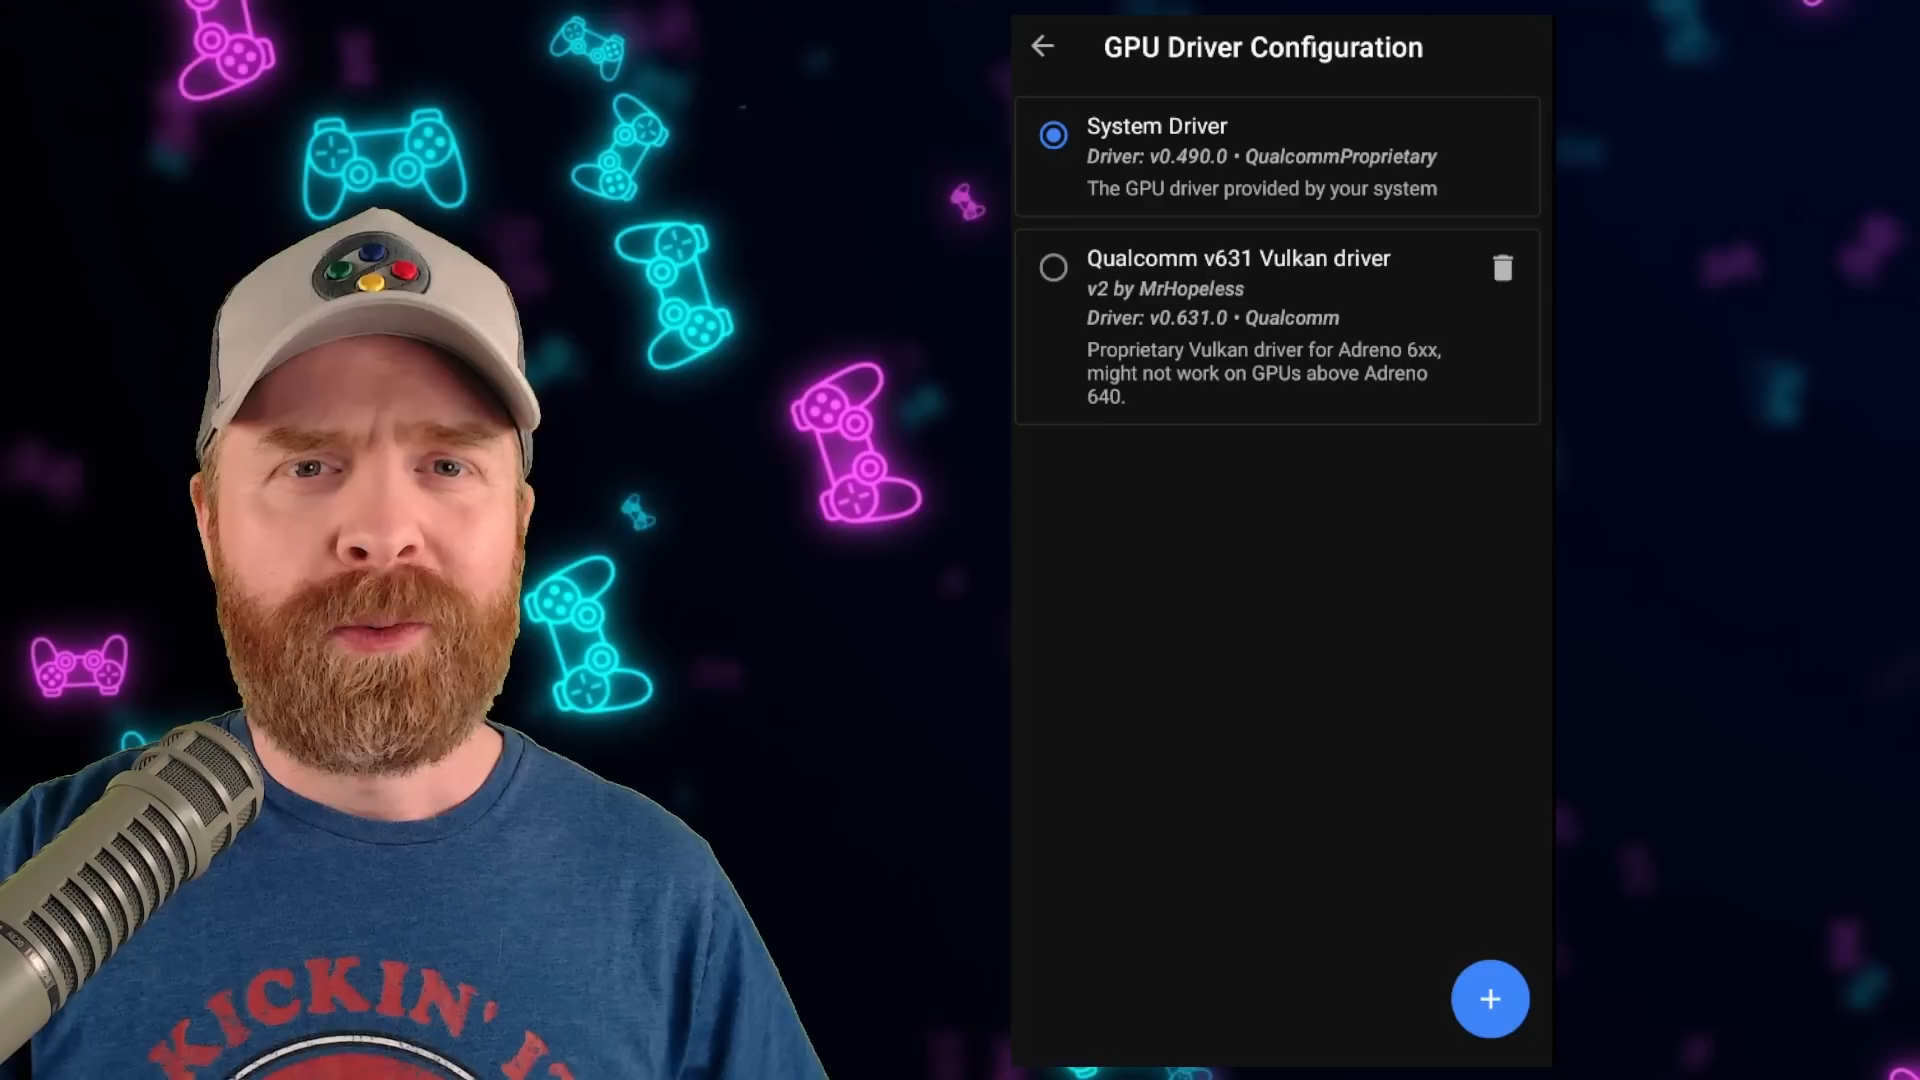 GPU Driver Configuration
System Driver
Driver: v0.490.0 • QualcommProprietary
The GPU driver provided by your system
Qualcomm v631 Vulkan driver
v2 by MrHopeless
Driver: v0.631.0 • Qualcomm
Proprietary Vulkan driver for Adreno 6xx,
might not work on GPUs above Adreno
640.
KICKIN'